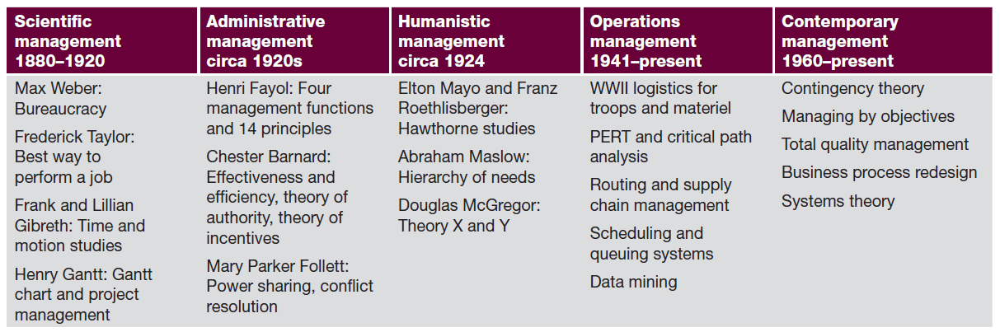 Scientific
management
1880–1920
Max Weber:
Bureaucracy
Frederick Taylor:
Best way to
perform a job
Frank and Lillian
Gibreth: Time and
motion studies
Henry Gantt: Gantt
chart and project
management
Administrative
management
circa 1920s
Henri Fayol: Four
management functions
and 14 principles
Chester Barnard:
Effectiveness and
efficiency, theory of
authority, theory of
incentives
Mary Parker Follett:
Power sharing, conflict
resolution
Humanistic
management
circa 1924
Elton Mayo and Franz
Roethlisberger:
Hawthorne studies
Abraham Maslow:
Hierarchy of needs
Douglas McGregor:
Theory X and Y
Operations
management
1941–present
WWII logistics for
troops and materiel
PERT and critical path
analysis
Routing and supply
chain management
Scheduling and
queuing systems
Data mining
Contemporary
management
1960–present
Contingency theory
Managing by objectives
Total quality management
Business process redesign
Systems theory